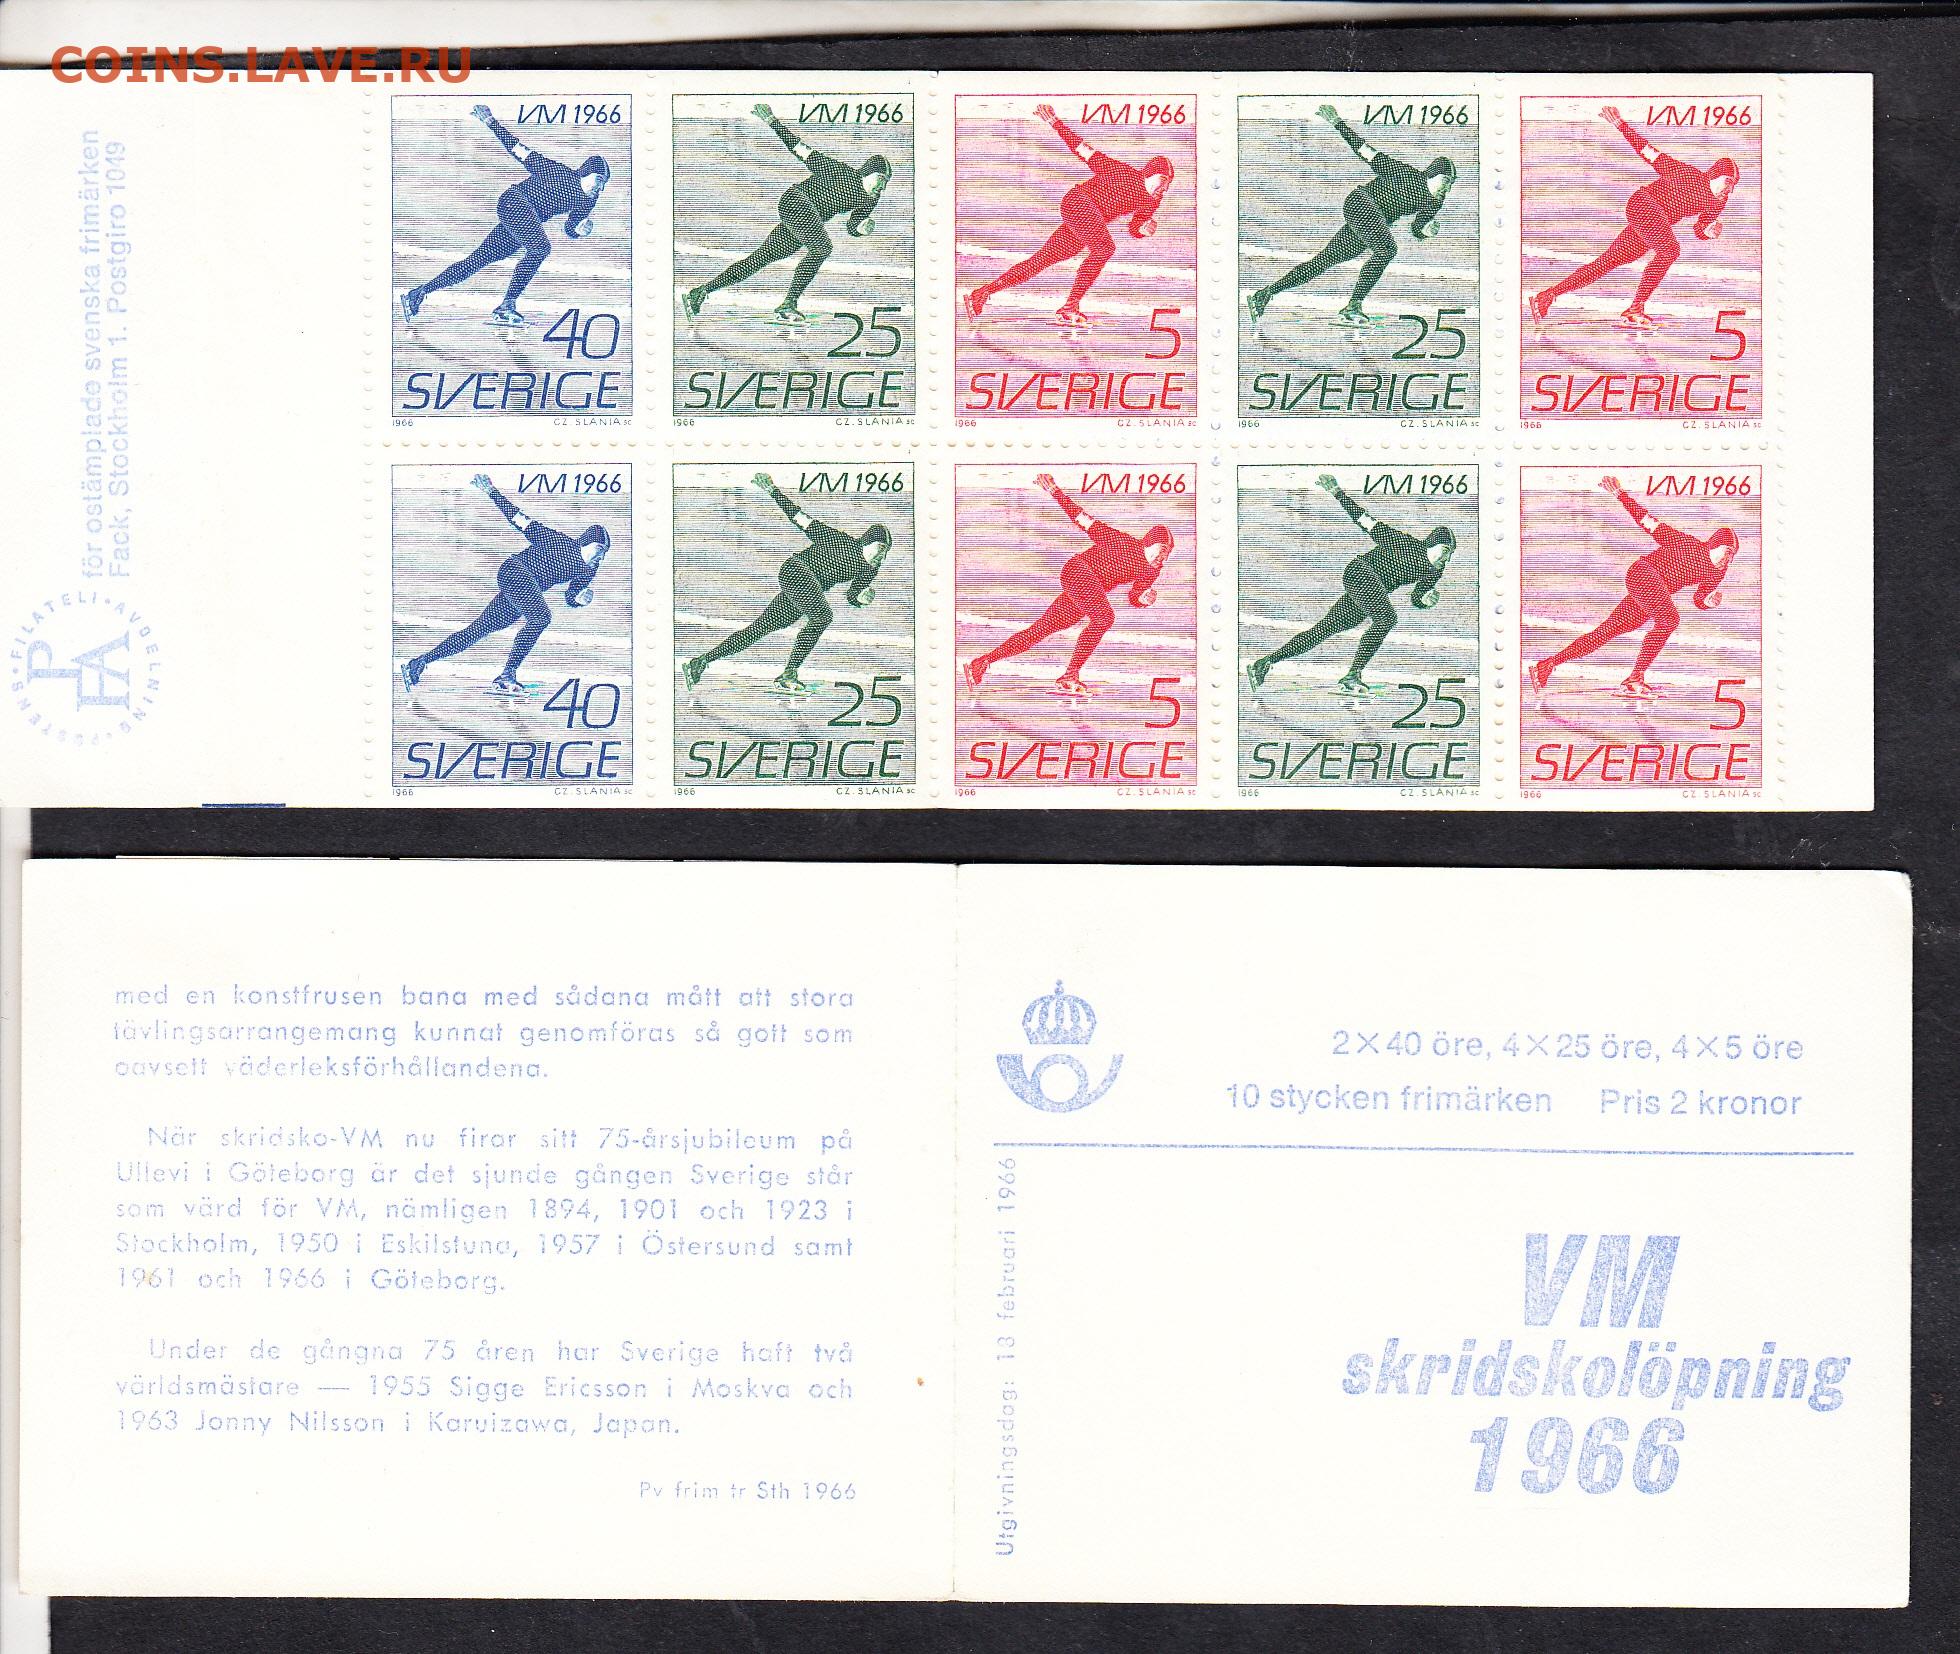 COINS.LAVE.RU
för ostämplade svenska frimärken
Fack, Stockholm 1. Postgiro 1049
POSTENS • FILATELI • AVDELNING •
PFA
VM 1966
40
SVERIGE
1966 CZ. SLANIA sc
VM 1966
25
SVERIGE
1966 CZ. SLANIA sc
VM 1966
5
SVERIGE
1966 CZ. SLANIA sc
VM 1966
25
SVERIGE
1966 CZ. SLANIA sc
VM 1966
5
SVERIGE
1966 CZ. SLANIA sc
VM 1966
40
SVERIGE
1966 CZ. SLANIA sc
VM 1966
25
SVERIGE
1966 CZ. SLANIA sc
VM 1966
5
SVERIGE
1966 CZ. SLANIA sc
VM 1966
25
SVERIGE
1966 CZ. SLANIA sc
VM 1966
5
SVERIGE
1966 CZ. SLANIA sc
med en konstfrusen bana med sådana mått att stora
tävlingsarrangemang kunnat genomföras så gott som
oavsett väderleksförhållandena.
När skridsko-VM nu firar sitt 75-årsjubileum på
Ullevi i Göteborg är det sjunde gången Sverige står
som värd för VM, nämligen 1894, 1901 och 1923 i
Stockholm, 1950 i Eskilstuna, 1957 i Östersund samt
1961 och 1966 i Göteborg.
Under de gångna 75 åren har Sverige haft två
världsmästare — 1955 Sigge Ericsson i Moskva och
1963 Jonny Nilsson i Karuizawa, Japan.
Pv frim tr Sth 1966
2×40 öre, 4×25 öre, 4×5 öre
10 stycken frimärken Pris 2 kronor
Utgivningsdag: 18 februari 1966
VM
skridskolöpning
1966